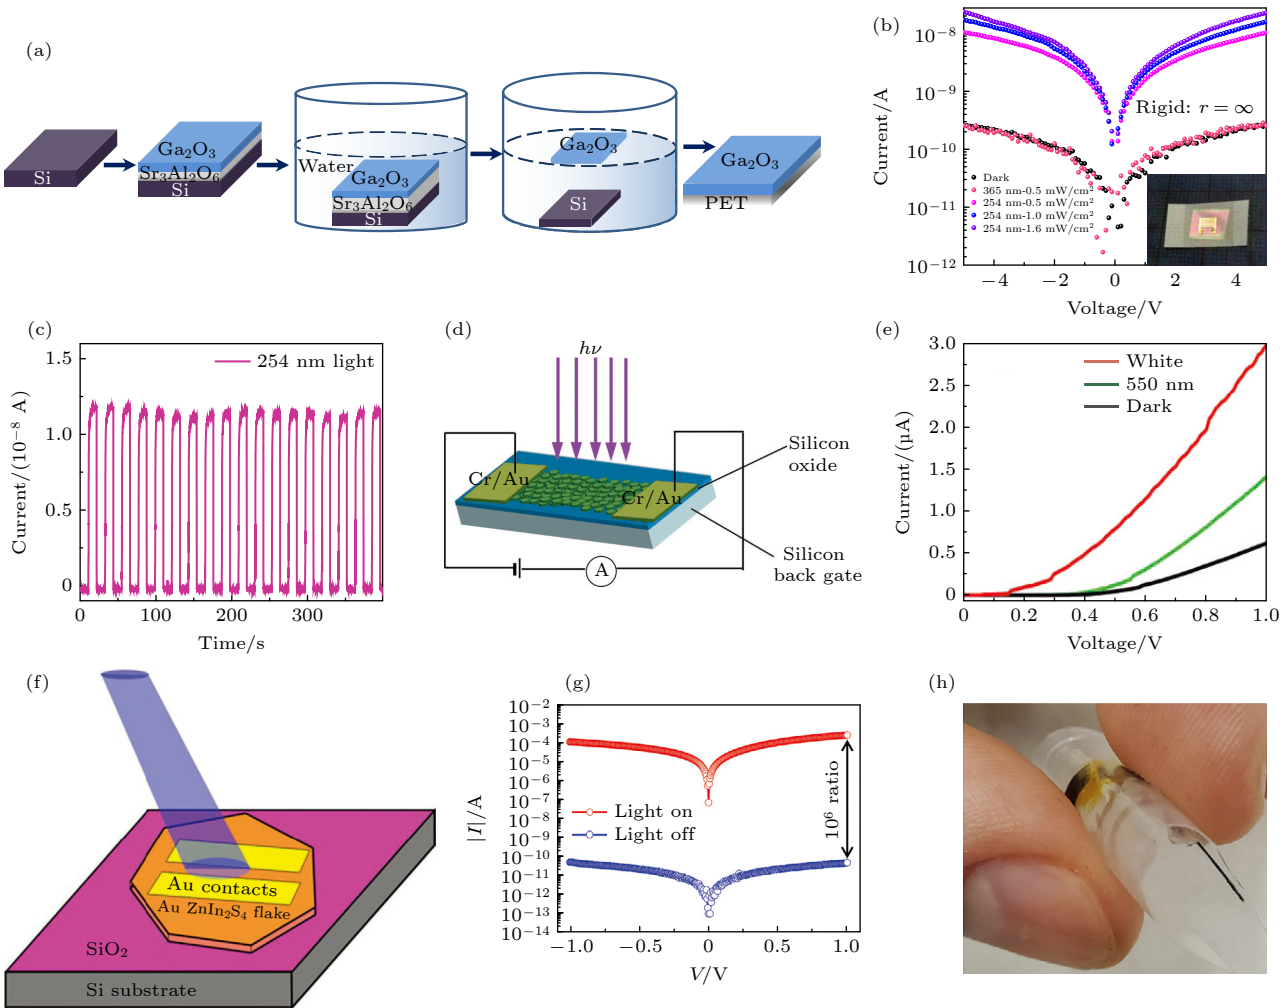 (a)
Si
Ga₂O₃
Sr₃Al₂O₆
Si
Water
Ga₂O₃
Sr₃Al₂O₆
Si
Ga₂O₃
Si
Ga₂O₃
PET
(b)
Current/A
10⁻⁸
10⁻⁹
10⁻¹⁰
10⁻¹¹
10⁻¹²
Rigid: r = ∞
Dark
365 nm-0.5 mW/cm²
254 nm-0.5 mW/cm²
254 nm-1.0 mW/cm²
254 nm-1.6 mW/cm²
−4 −2 0 2 4
Voltage/V
(c)
Current/(10⁻⁸ A)
1.5
1.0
0.5
0
254 nm light
0 100 200 300
Time/s
(d)
hν
Cr/Au
Cr/Au
Silicon
oxide
Silicon
back gate
A
(e)
Current/(μA)
3.0
2.5
2.0
1.5
1.0
0.5
0
White
550 nm
Dark
0 0.2 0.4 0.6 0.8 1.0
Voltage/V
(f)
Au contacts
Au ZnIn₂S₄ flake
SiO₂
Si substrate
(g)
|I|/A
10⁻²
10⁻³
10⁻⁴
10⁻⁵
10⁻⁶
10⁻⁷
10⁻⁸
10⁻⁹
10⁻¹⁰
10⁻¹¹
10⁻¹²
10⁻¹³
10⁻¹⁴
Light on
Light off
10⁶ ratio
−1.0 −0.5 0 0.5 1.0
V/V
(h)